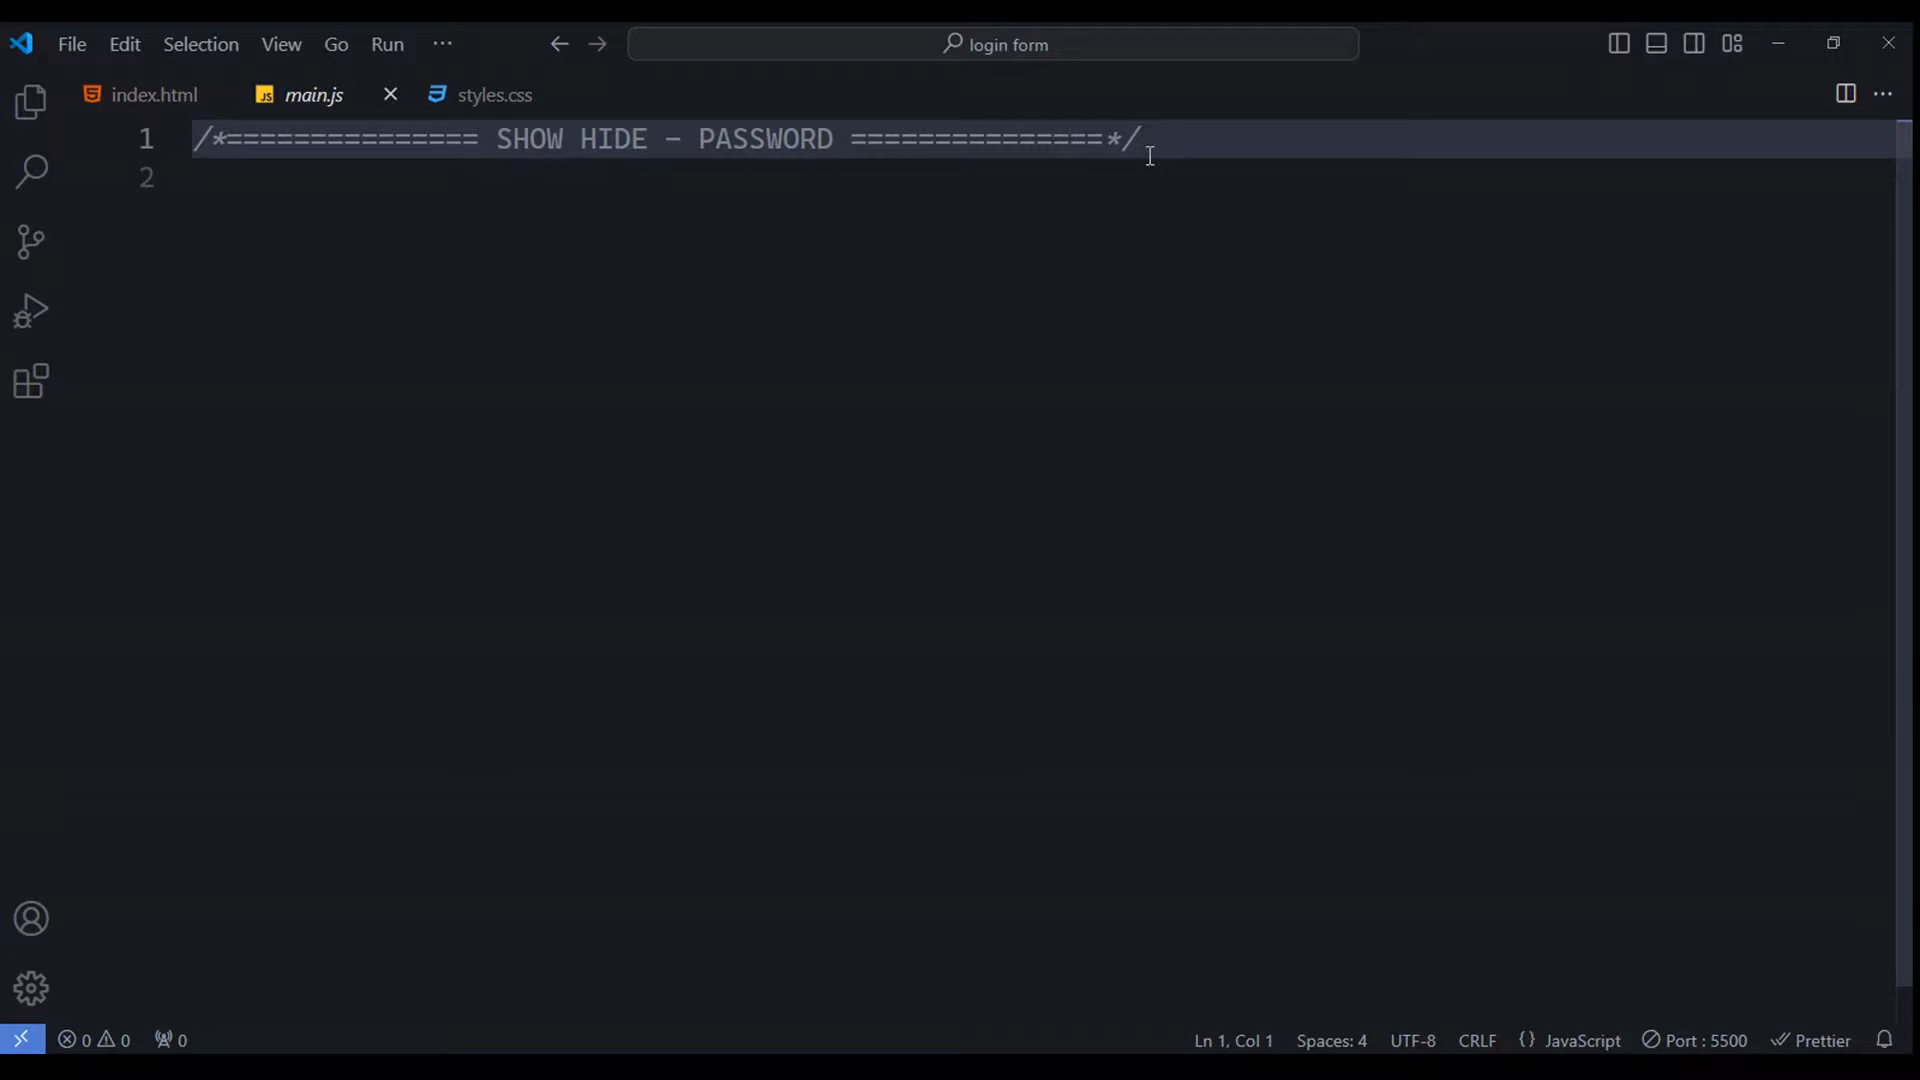 File Edit Selection View Go Run ··· login form
index.html main.js styles.css
1 /*=============== SHOW HIDE - PASSWORD ===============*/
2
0 0 0 Ln 1, Col 1 Spaces: 4 UTF-8 CRLF {} JavaScript Port : 5500 Prettier